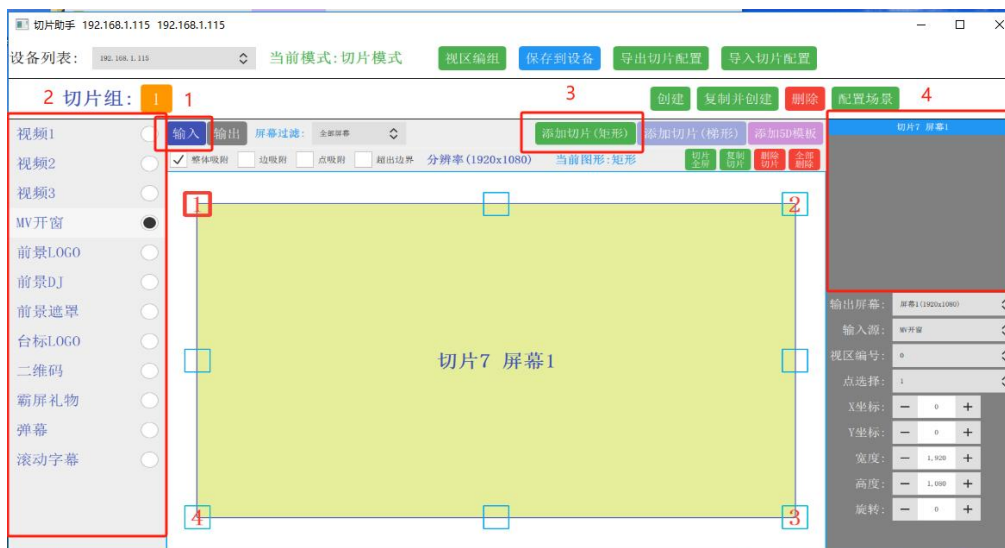 切片助手 192.168.1.115 192.168.1.115
设备列表: 192.168.1.115 当前模式:切片模式 视区编组 保存到设备 导出切片配置 导入切片配置
2 切片组: 1 1 3 创建 复制并创建 删除 配置场景 4
输入 输出 屏幕过滤: 全部屏幕 添加切片(矩形) 添加切片(梯形) 添加5D模板
整体吸附 边吸附 点吸附 超出边界 分辨率(1920x1080) 当前图形:矩形 切片全屏 复制切片 删除切片 全部删除
视频1
视频2
视频3
MV开窗
前景LOGO
前景DJ
前景遮罩
台标LOGO
二维码
霸屏礼物
弹幕
滚动字幕
1 2
切片7 屏幕1
4 3
切片7 屏幕1
输出屏幕: 屏幕1(1920x1080)
输入源: MV开窗
视区编号: 0
点选择: 1
X坐标: — 0 +
Y坐标: — 0 +
宽度: — 1,920 +
高度: — 1,080 +
旋转: — 0 +